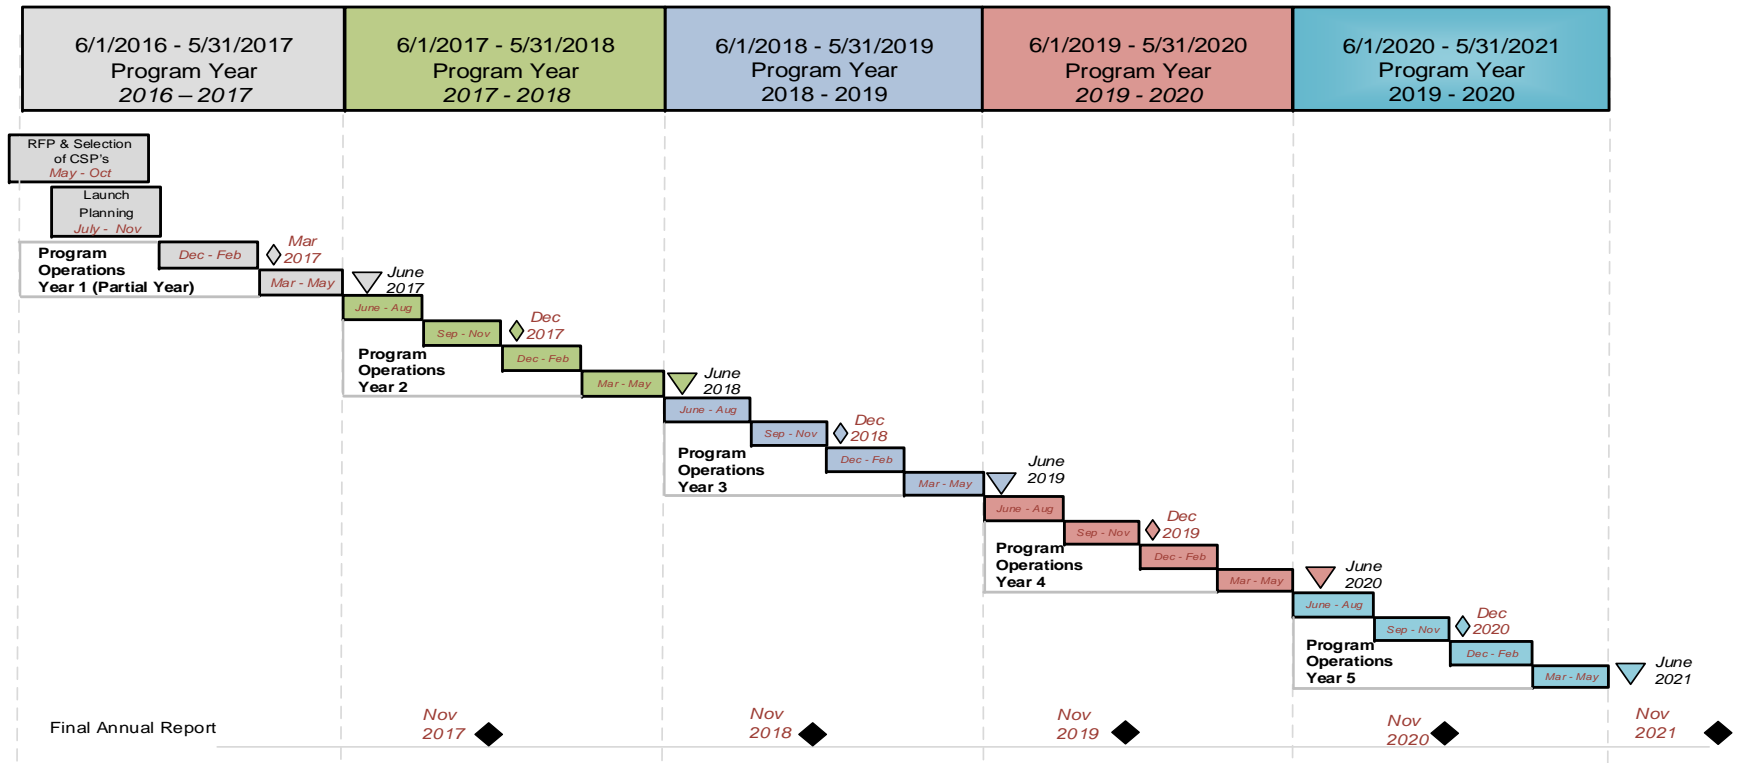 6/1/2016 - 5/31/2017
Program Year
2016 – 2017
6/1/2017 - 5/31/2018
Program Year
2017 - 2018
6/1/2018 - 5/31/2019
Program Year
2018 - 2019
6/1/2019 - 5/31/2020
Program Year
2019 - 2020
6/1/2020 - 5/31/2021
Program Year
2019 - 2020
RFP & Selection
of CSP's
May - Oct
Launch
Planning
July - Nov
Program
Operations
Year 1 (Partial Year)
Dec - Feb
Mar
2017
Mar - May
June
2017
June - Aug
Sep - Nov
Dec
2017
Program
Operations
Year 2
Dec - Feb
Mar - May
June
2018
June - Aug
Sep - Nov
Dec
2018
Program
Operations
Year 3
Dec - Feb
Mar - May
June
2019
June - Aug
Sep - Nov
Dec
2019
Program
Operations
Year 4
Dec - Feb
Mar - May
June
2020
June - Aug
Sep - Nov
Dec
2020
Program
Operations
Year 5
Dec - Feb
Mar - May
June
2021
Final Annual Report
Nov
2017
Nov
2018
Nov
2019
Nov
2020
Nov
2021